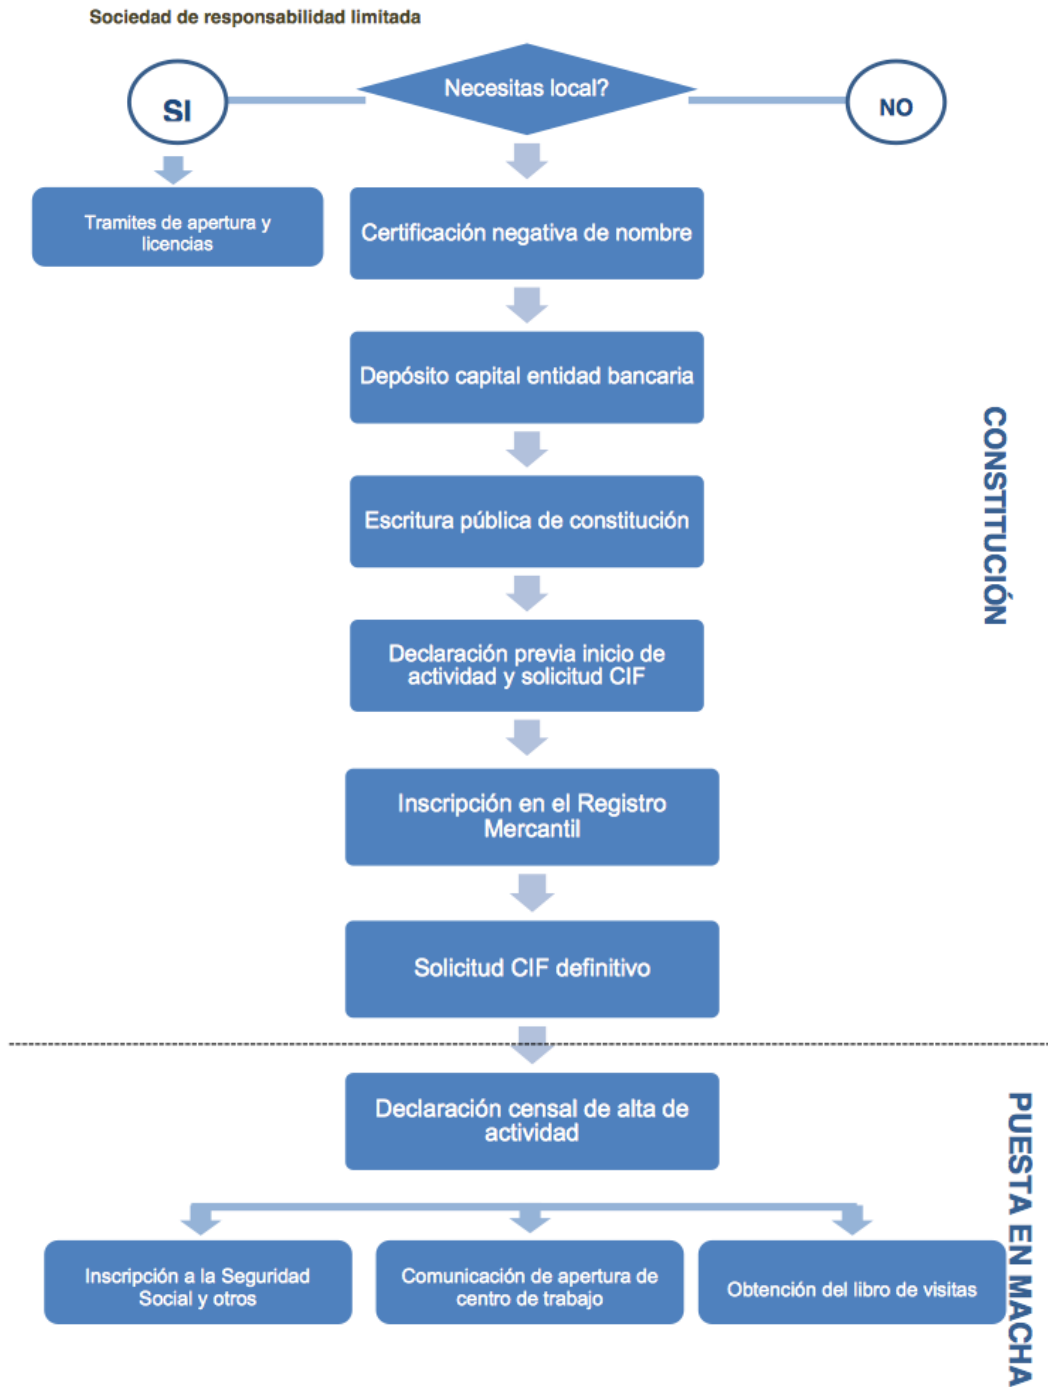 Sociedad de responsabilidad limitada
Necesitas local?
SI
NO
Tramites de apertura y
licencias
Certificación negativa de nombre
Depósito capital entidad bancaria
Escritura pública de constitución
Declaración previa inicio de
actividad y solicitud CIF
Inscripción en el Registro
Mercantil
Solicitud CIF definitivo
CONSTITUCIÓN
Declaración censal de alta de
actividad
Inscripción a la Seguridad
Social y otros
Comunicación de apertura de
centro de trabajo
Obtención del libro de visitas
PUESTA EN MACHA